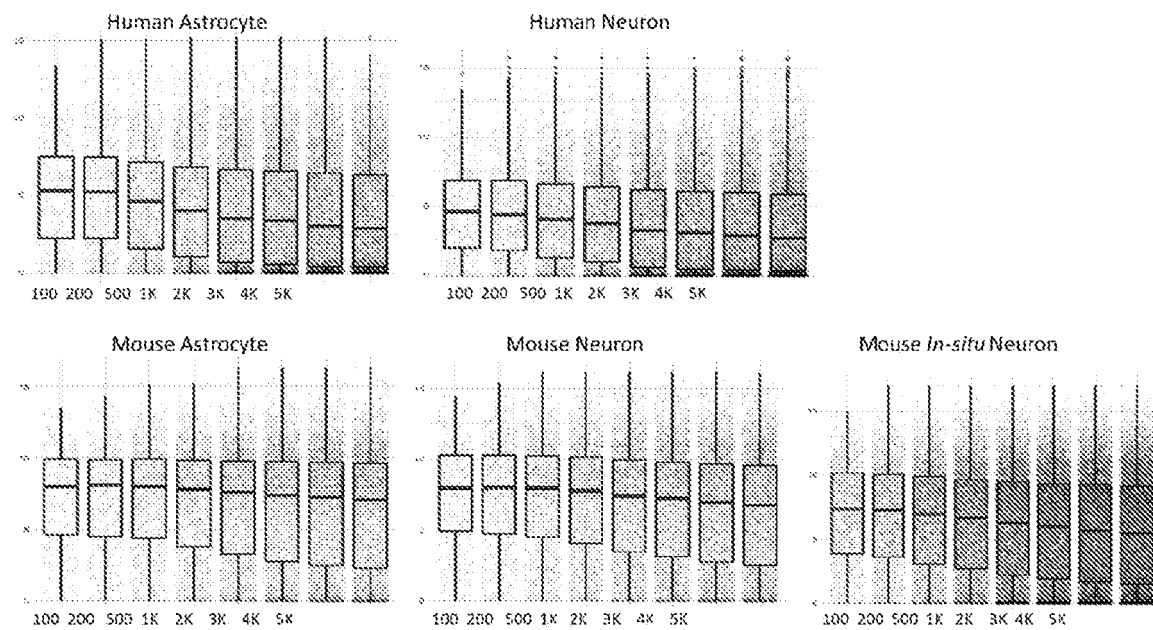 Human Astrocyte
Human Neuron
100 200 500 1K 2K 3K 4K 5K
100 200 500 1K 2K 3K 4K 5K
Mouse Astrocyte
Mouse Neuron
Mouse In-situ Neuron
100 200 500 1K 2K 3K 4K 5K
100 200 500 1K 2K 3K 4K 5K
100 200 500 1K 2K 3K 4K 5K